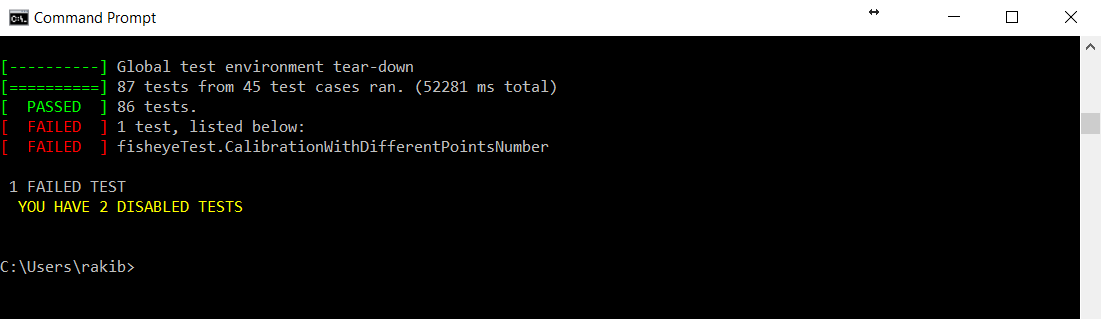 Command Prompt
[----------] Global test environment tear-down
[==========] 87 tests from 45 test cases ran. (52281 ms total)
[  PASSED  ] 86 tests.
[  FAILED  ] 1 test, listed below:
[  FAILED  ] fisheyeTest.CalibrationWithDifferentPointsNumber
 1 FAILED TEST
  YOU HAVE 2 DISABLED TESTS
C:\Users\rakib>